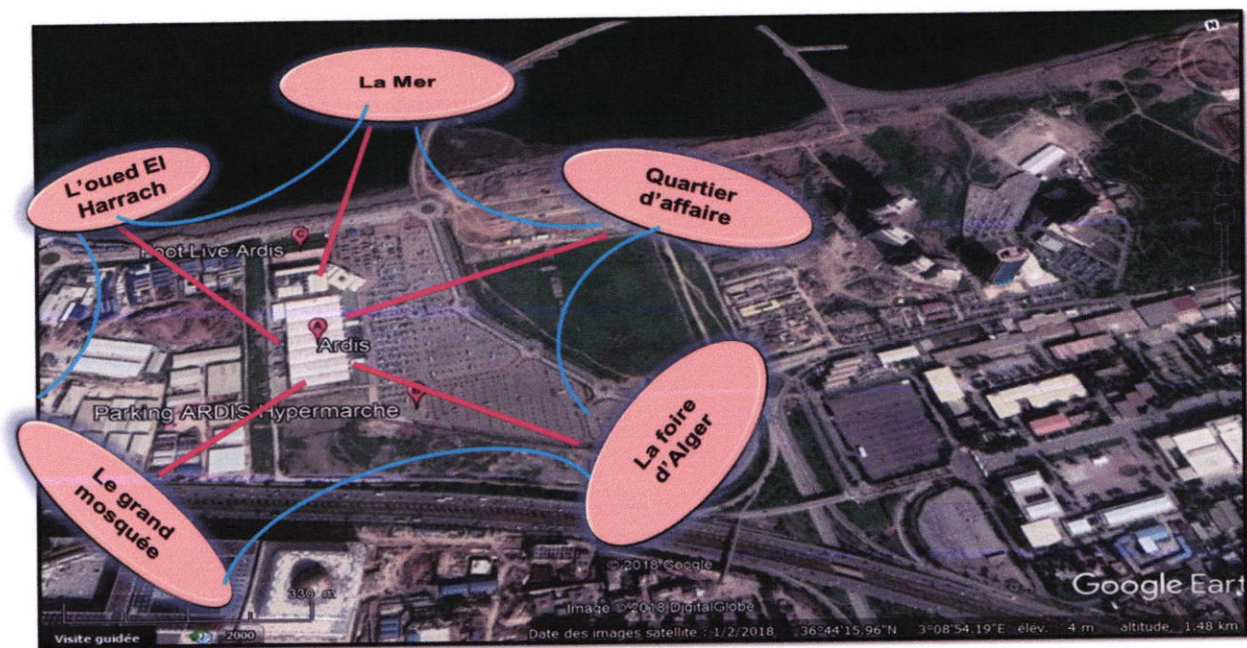 N
La Mer
L'oued El
Harrach
Quartier
d'affaire
C
Foot Live Ardis
A
Ardis
Parking ARDIS Hypermarche
La foire
d'Alger
Le grand
mosquée
© 2018 Google
330 m
Image © 2018 DigitalGlobe
Google Eart
Visite guidée
2000
Date des images satellite : 1/2/2018 36°44'15.96"N 3°08'54.19"E élév. 4 m altitude 1.48 km